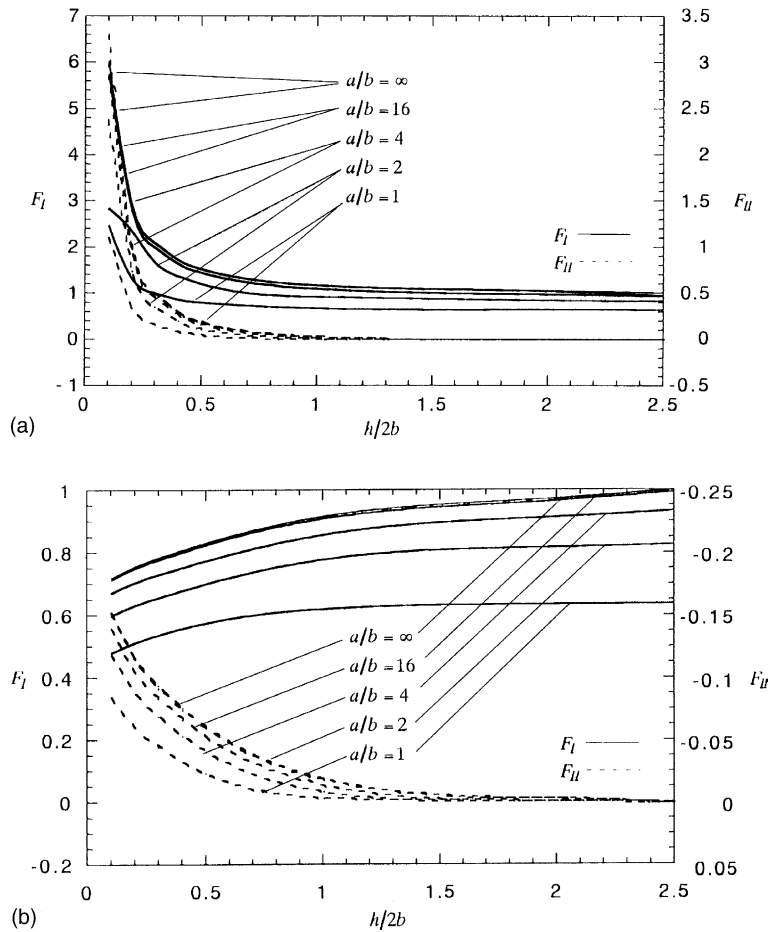 7
6
5
4
3
2
1
0
- 1
F_I
3.5
3
2.5
2
1.5
1
0.5
0
-0.5
F_II
a/b = ∞
a/b = 16
a/b = 4
a/b = 2
a/b = 1
F_I
F_II
0
0.5
1
1.5
2
2.5
h/2b
(a)
1
0.8
0.6
0.4
0.2
0
-0.2
F_I
-0.25
-0.2
-0.15
-0.1
-0.05
0
0.05
F_II
a/b = ∞
a/b = 16
a/b = 4
a/b = 2
a/b = 1
F_I
F_II
0
0.5
1
1.5
2
2.5
h/2b
(b)